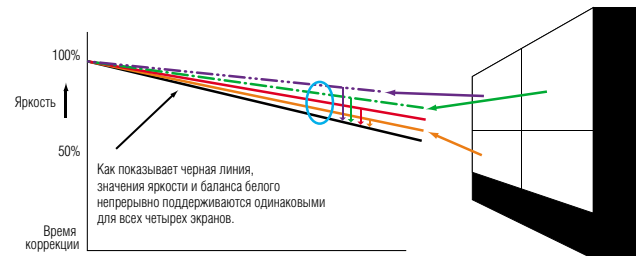 100%
Яркость
50%
Как показывает черная линия,
значения яркости и баланса белого
непрерывно поддерживаются одинаковыми
для всех четырех экранов.
Время
коррекции